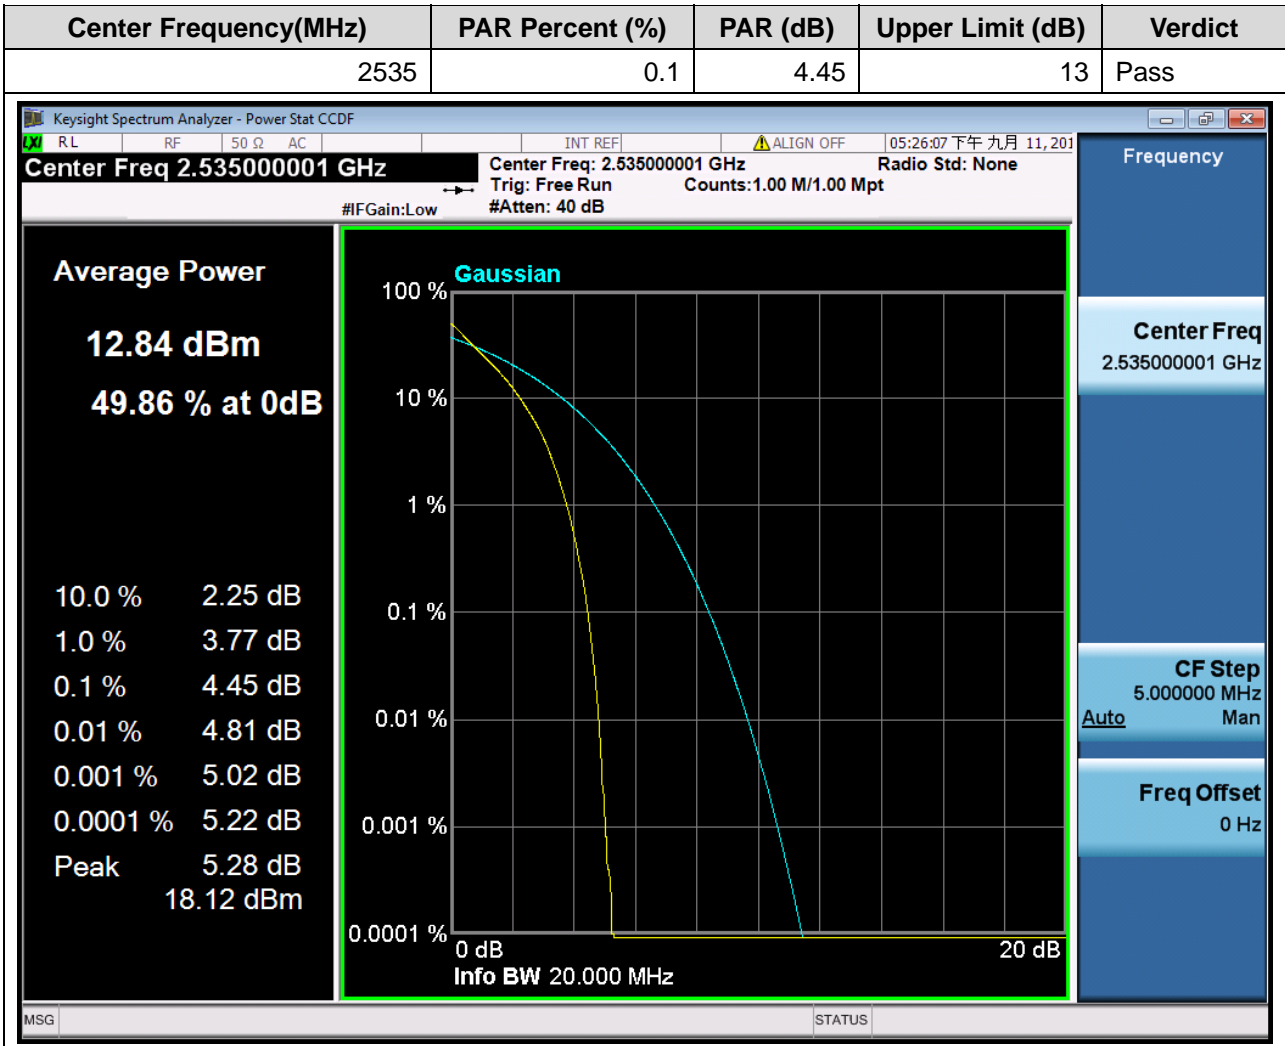 Center Frequency(MHz) PAR Percent (%) PAR (dB) Upper Limit (dB) Verdict
2535 0.1 4.45 13 Pass
Keysight Spectrum Analyzer - Power Stat CCDF
LXI RL RF 50 Ω AC INT REF ALIGN OFF 05:26:07 下午 九月 11, 201
Center Freq 2.535000001 GHz
Center Freq: 2.535000001 GHz Radio Std: None
Trig: Free Run Counts:1.00 M/1.00 Mpt
#IFGain:Low #Atten: 40 dB
Average Power
12.84 dBm
49.86 % at 0dB
10.0 % 2.25 dB
1.0 % 3.77 dB
0.1 % 4.45 dB
0.01 % 4.81 dB
0.001 % 5.02 dB
0.0001 % 5.22 dB
Peak 5.28 dB
18.12 dBm
Gaussian
100 %
10 %
1 %
0.1 %
0.01 %
0.001 %
0.0001 %
0 dB 20 dB
Info BW 20.000 MHz
Frequency
Center Freq
2.535000001 GHz
CF Step
5.000000 MHz
Auto Man
Freq Offset
0 Hz
MSG STATUS